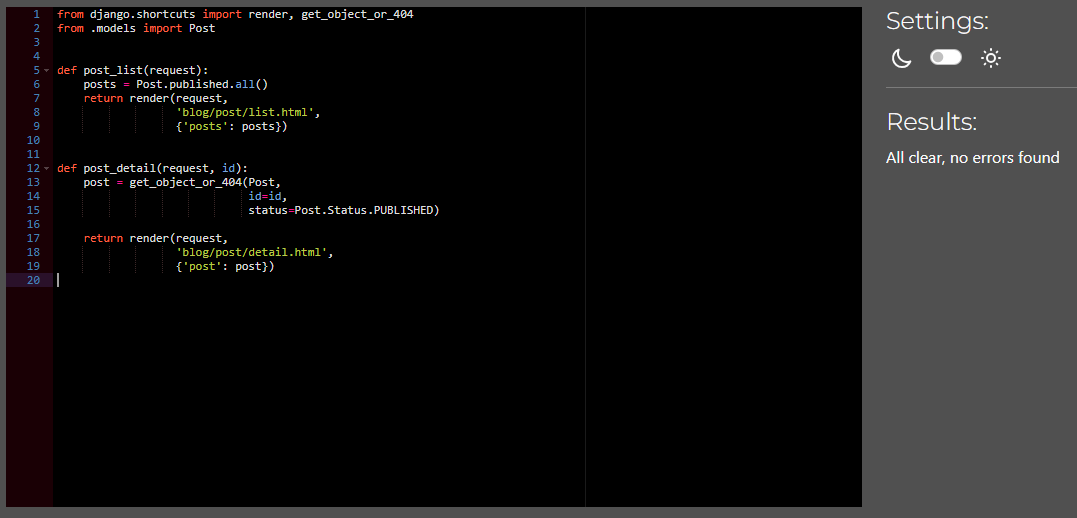 1 from django.shortcuts import render, get_object_or_404
2 from .models import Post
3
4
5 def post_list(request):
6     posts = Post.published.all()
7     return render(request,
8                   'blog/post/list.html',
9                   {'posts': posts})
10
11
12 def post_detail(request, id):
13     post = get_object_or_404(Post,
14                              id=id,
15                              status=Post.Status.PUBLISHED)
16
17     return render(request,
18                   'blog/post/detail.html',
19                   {'post': post})
20
Settings:
Results:
All clear, no errors found